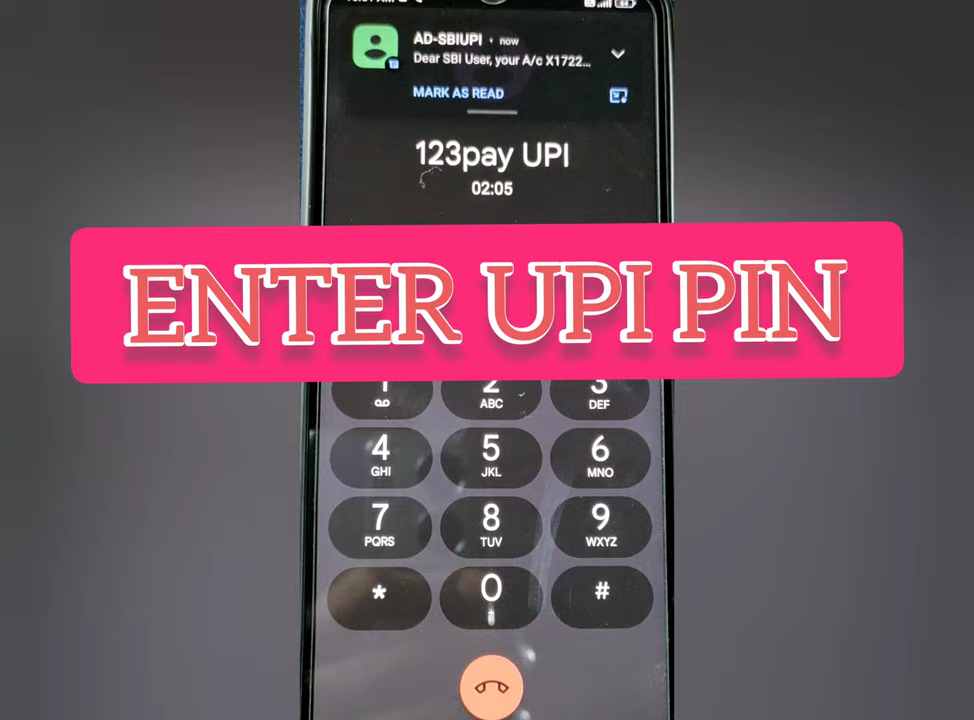 AD-SBIUPI • now
Dear SBI User, your A/c X1722...
MARK AS READ
123pay UPI
02:05
ENTER UPI PIN
1 2 3
ABC DEF
4 5 6
GHI JKL MNO
7 8 9
PQRS TUV WXYZ
* 0 #
+